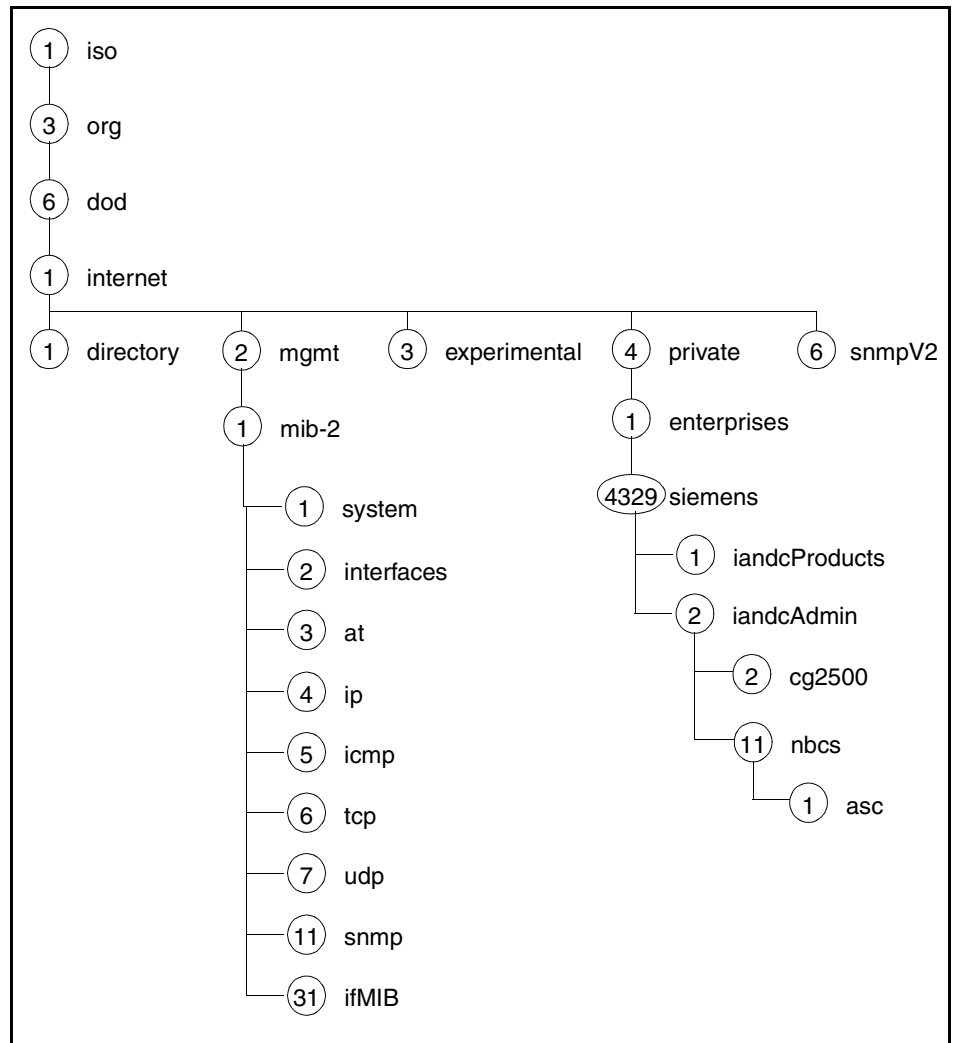 1 iso
3 org
6 dod
1 internet
1 directory 2 mgmt 3 experimental 4 private 6 snmpV2
1 mib-2 1 enterprises
4329 siemens
1 system
1 iandcProducts
2 interfaces
2 iandcAdmin
3 at
2 cg2500
4 ip
11 nbcs
5 icmp
1 asc
6 tcp
7 udp
11 snmp
31 ifMIB